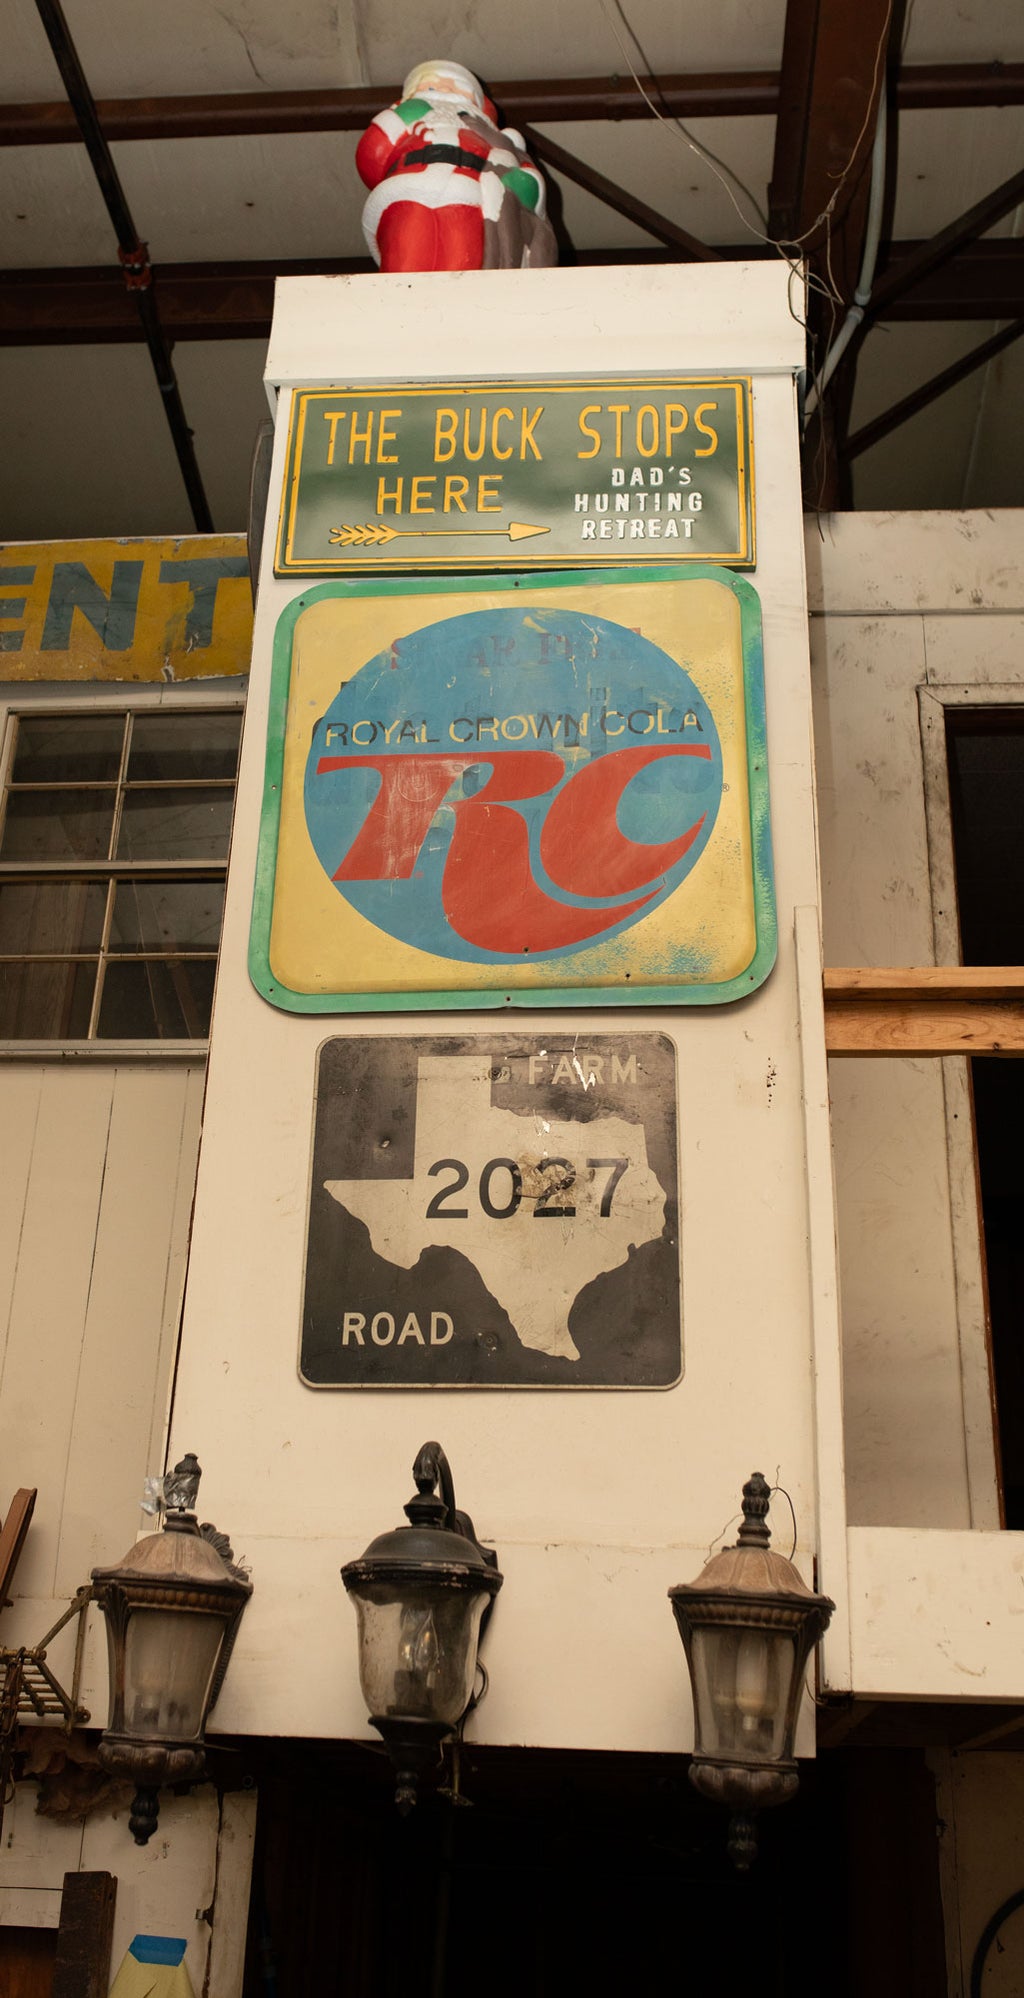 THE BUCK STOPS
HERE
DAD'S
HUNTING
RETREAT
ENT
ROYAL CROWN COLA
RC
®
FARM
2027
ROAD